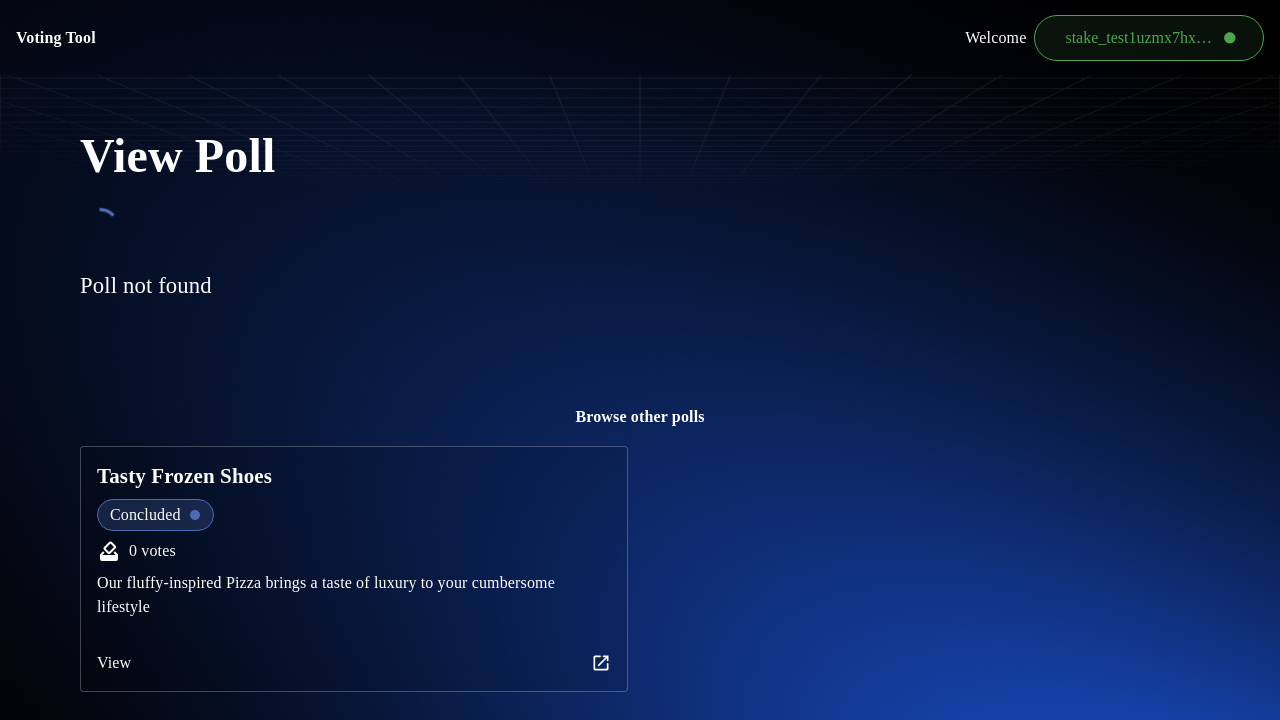 Voting Tool
Welcome
stake_test1uzmx7hx…
View Poll
Poll not found
Browse other polls
Tasty Frozen Shoes
Concluded
0 votes
Our fluffy-inspired Pizza brings a taste of luxury to your cumbersome
lifestyle
View